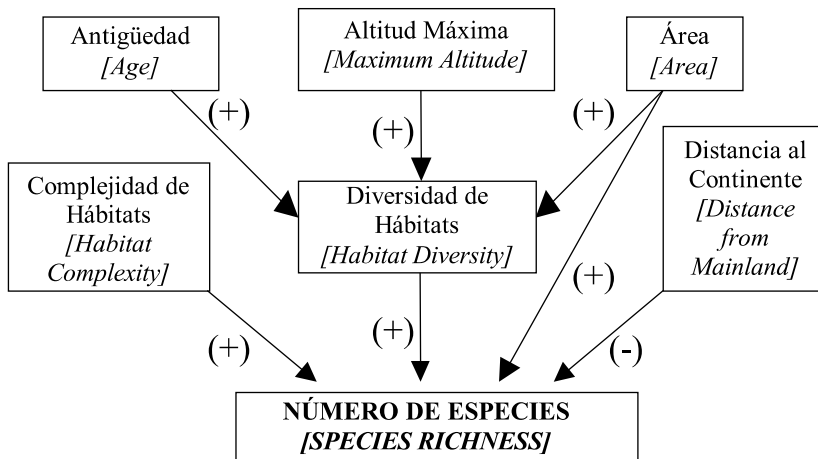 Antigüedad
[Age]
Altitud Máxima
[Maximum Altitude]
Área
[Area]
(+)
(+)
(+)
Complejidad de
Hábitats
[Habitat
Complexity]
Diversidad de
Hábitats
[Habitat Diversity]
Distancia al
Continente
[Distance
from
Mainland]
(+)
(+)
(+)
(-)
NÚMERO DE ESPECIES
[SPECIES RICHNESS]